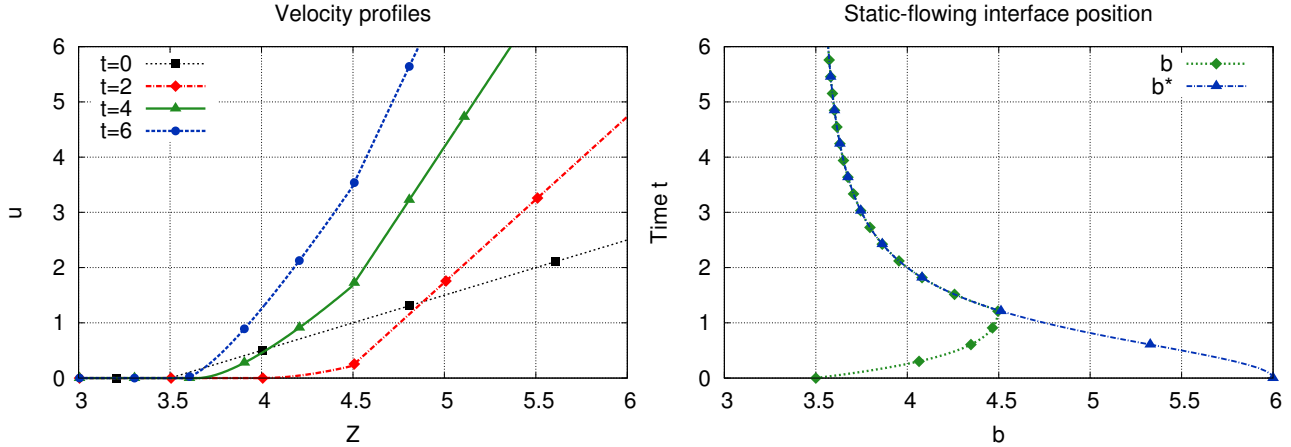 Velocity profiles
u
6
5
4
3
2
1
0
t=0
t=2
t=4
t=6
3 3.5 4 4.5 5 5.5 6
Z
Static-flowing interface position
Time t
6
5
4
3
2
1
0
b
b*
3 3.5 4 4.5 5 5.5 6
b